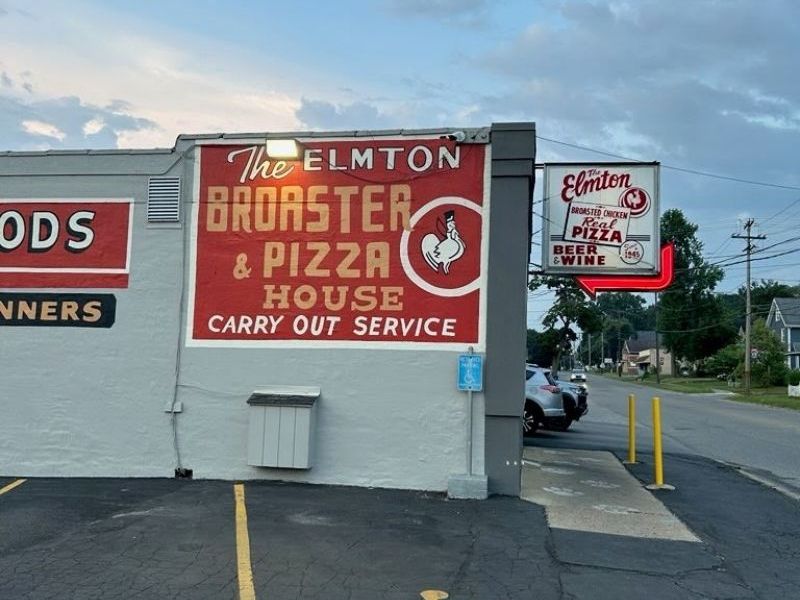 ODS
NNERS
The ELMTON
BROASTER
& PIZZA
HOUSE
CARRY OUT SERVICE
The
Elmton
BROASTED CHICKEN
Real
PIZZA
BEER
& WINE
Since
1945